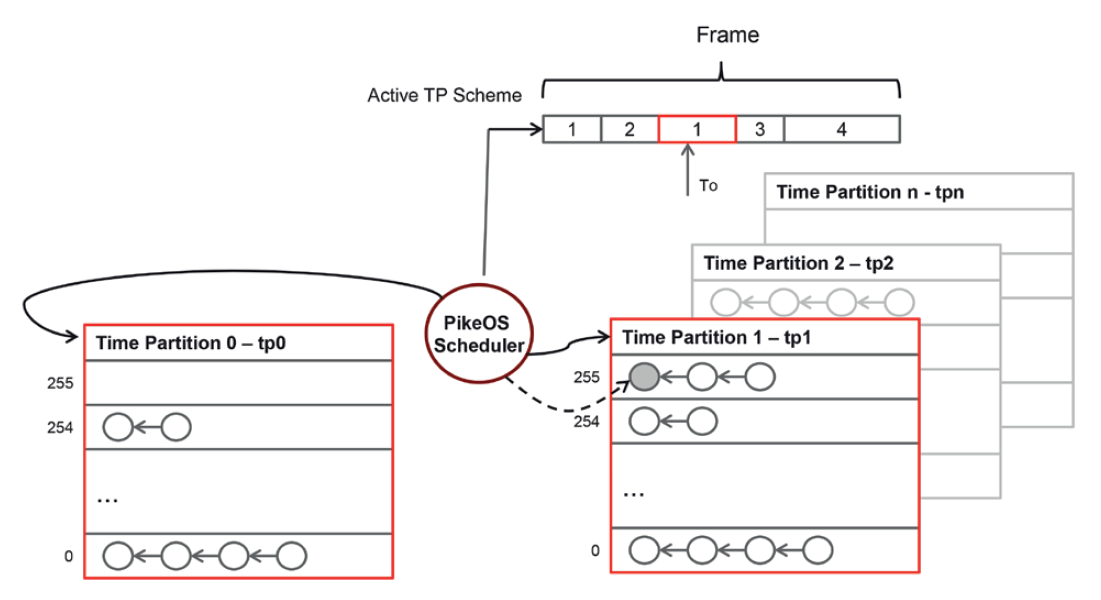 Frame
Active TP Scheme
1 2 1 3 4
To
Time Partition n - tpn
Time Partition 2 – tp2
PikeOS
Scheduler
Time Partition 0 – tp0
255
254
...
0
Time Partition 1 – tp1
255
254
...
0